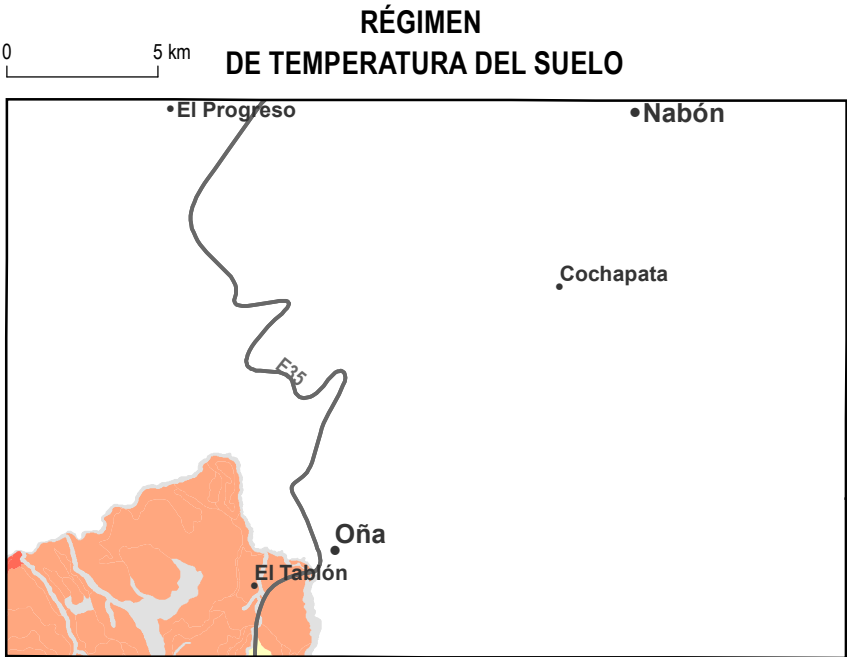 RÉGIMEN
DE TEMPERATURA DEL SUELO
0 5 km
El Progreso
Nabón
Cochapata
E35
Oña
El Tablón